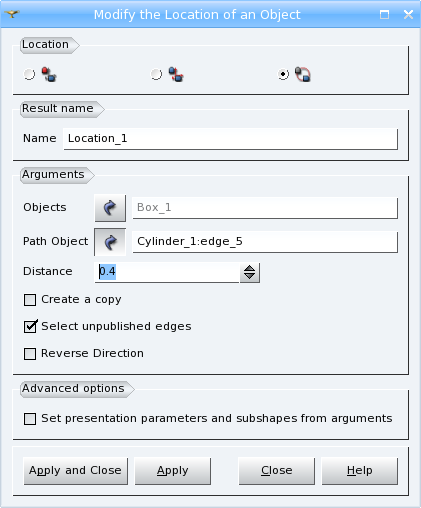 Modify the Location of an Object
Location
Result name
Name Location_1
Arguments
Objects Box_1
Path Object Cylinder_1:edge_5
Distance 0.4
Create a copy
Select unpublished edges
Reverse Direction
Advanced options
Set presentation parameters and subshapes from arguments
Apply and Close Apply Close Help